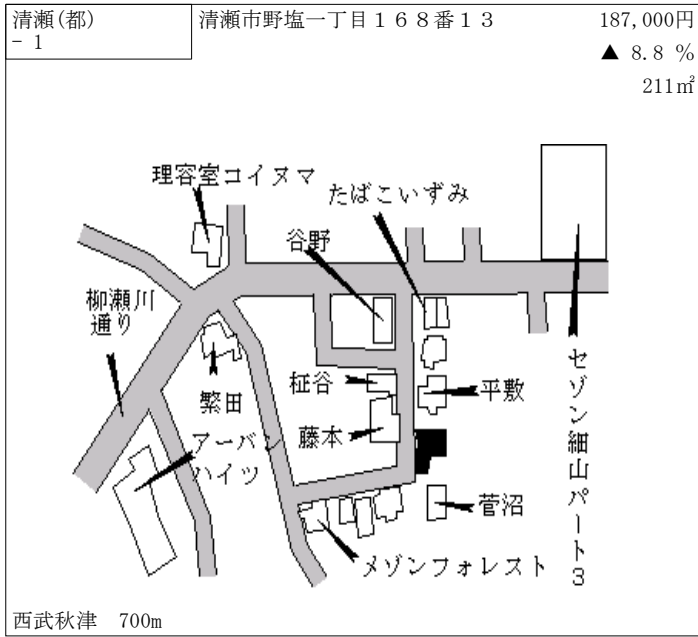 清瀬(都)
- 1
清瀬市野塩一丁目１６８番１３
187,000円
▲ 8.8 %
211㎡
理容室コイヌマ
たばこいずみ
谷野
柳瀬川
通り
繁田
柾谷
平敷
藤本
アーバン
ハイツ
菅沼
メゾンフォレスト
セゾン細山パート3
西武秋津 700m